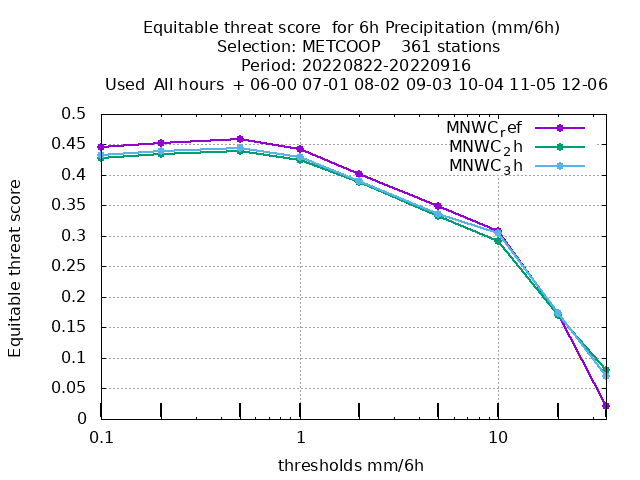 Equitable threat score  for 6h Precipitation (mm/6h)
Selection: METCOOP    361 stations
Period: 20220822-20220916
Used  All hours  + 06-00 07-01 08-02 09-03 10-04 11-05 12-06
MNWCref
MNWC2h
MNWC3h
Equitable threat score
0.5
0.45
0.4
0.35
0.3
0.25
0.2
0.15
0.1
0.05
0
0.1 1 10
thresholds mm/6h